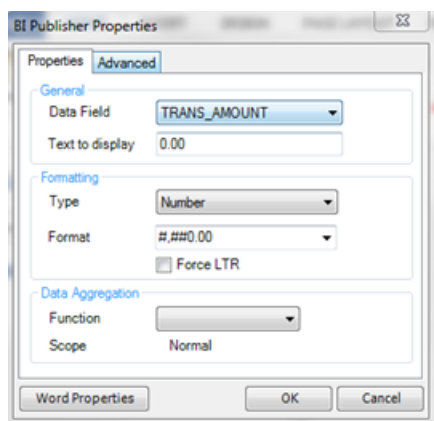 BI Publisher Properties
Properties Advanced
General
Data Field TRANS_AMOUNT
Text to display 0.00
Formatting
Type Number
Format #,##0.00
Force LTR
Data Aggregation
Function
Scope Normal
Word Properties OK Cancel